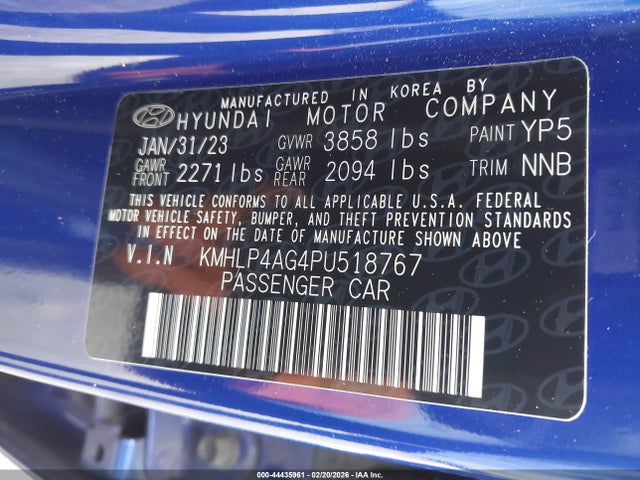 MANUFACTURED IN KOREA BY
HYUNDAI MOTOR COMPANY
JAN/31/23 GVWR 3858 lbs PAINT YP5
GAWR FRONT 2271 lbs GAWR REAR 2094 lbs TRIM NNB
THIS VEHICLE CONFORMS TO ALL APPLICABLE U.S.A. FEDERAL
MOTOR VEHICLE SAFETY, BUMPER, AND THEFT PREVENTION STANDARDS
IN EFFECT ON THE DATE OF MANUFACTURE SHOWN ABOVE
V.I.N KMHLP4AG4PU518767
PASSENGER CAR
000-44435961 - 02/20/2026 - IAAI, Inc.